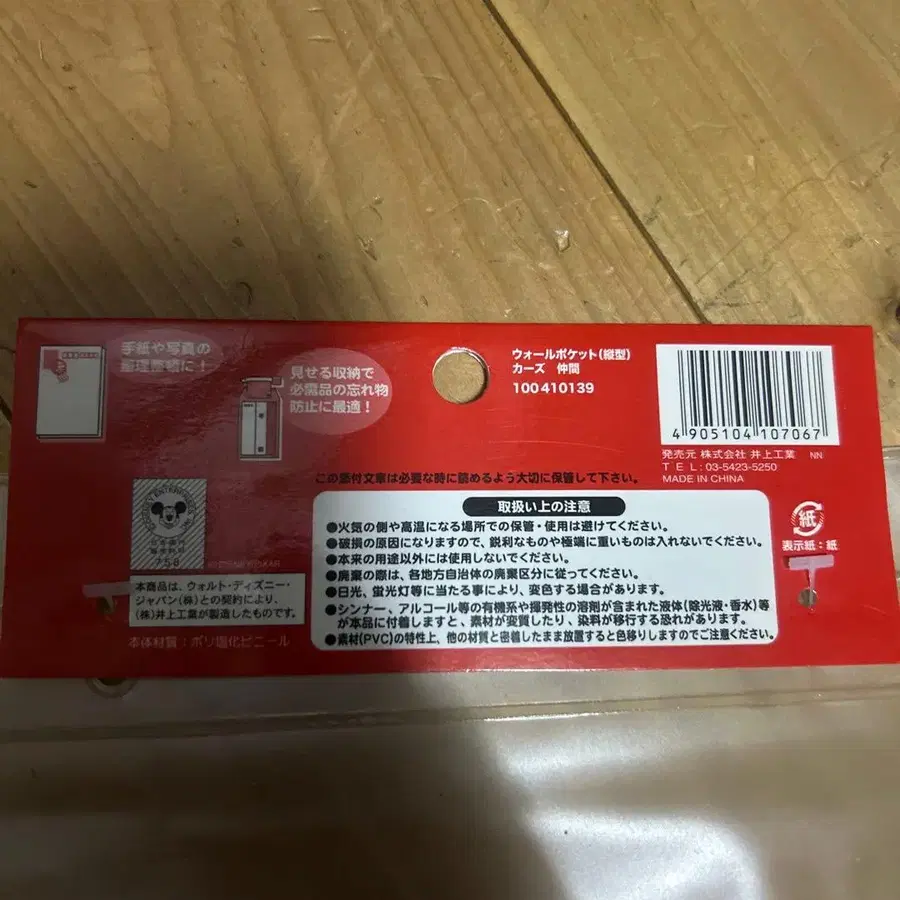 手紙や写真の
整理整頓に！
見せる収納で
必需品の忘れ物
防止に最適！
ウォールポケット(縦型)
カーズ 仲間
100410139
4 905104 107067
発売元 株式会社 井上工業 NN
TEL：03-5423-5250
MADE IN CHINA
この添付文章は必要な時に読めるよう大切に保管して下さい。
取扱い上の注意
●火気の側や高温になる場所での保管・使用は避けてください。
●破損の原因になりますので、鋭利なものや極端に重いものは入れないでください。
●本来の用途以外には使用しないでください。
●廃棄の際は、各地方自治体の廃棄区分に従ってください。
●日光、蛍光灯等に当たる事により、変色する場合があります。
●シンナー、アルコール等の有機系や揮発性の溶剤が含まれた液体(除光液・香水)等
が本品に付着しますと、素材が変質したり、染料が移行する恐れがあります。
●素材(PVC)の特性上、他の材質と密着したまま放置すると色移りしますのでご注意ください。
紙
表示紙：紙
本商品は、ウォルト・ディズニー・
ジャパン(株)との契約により、
(株)井上工業が製造したものです。
本体材質：ポリ塩化ビニール